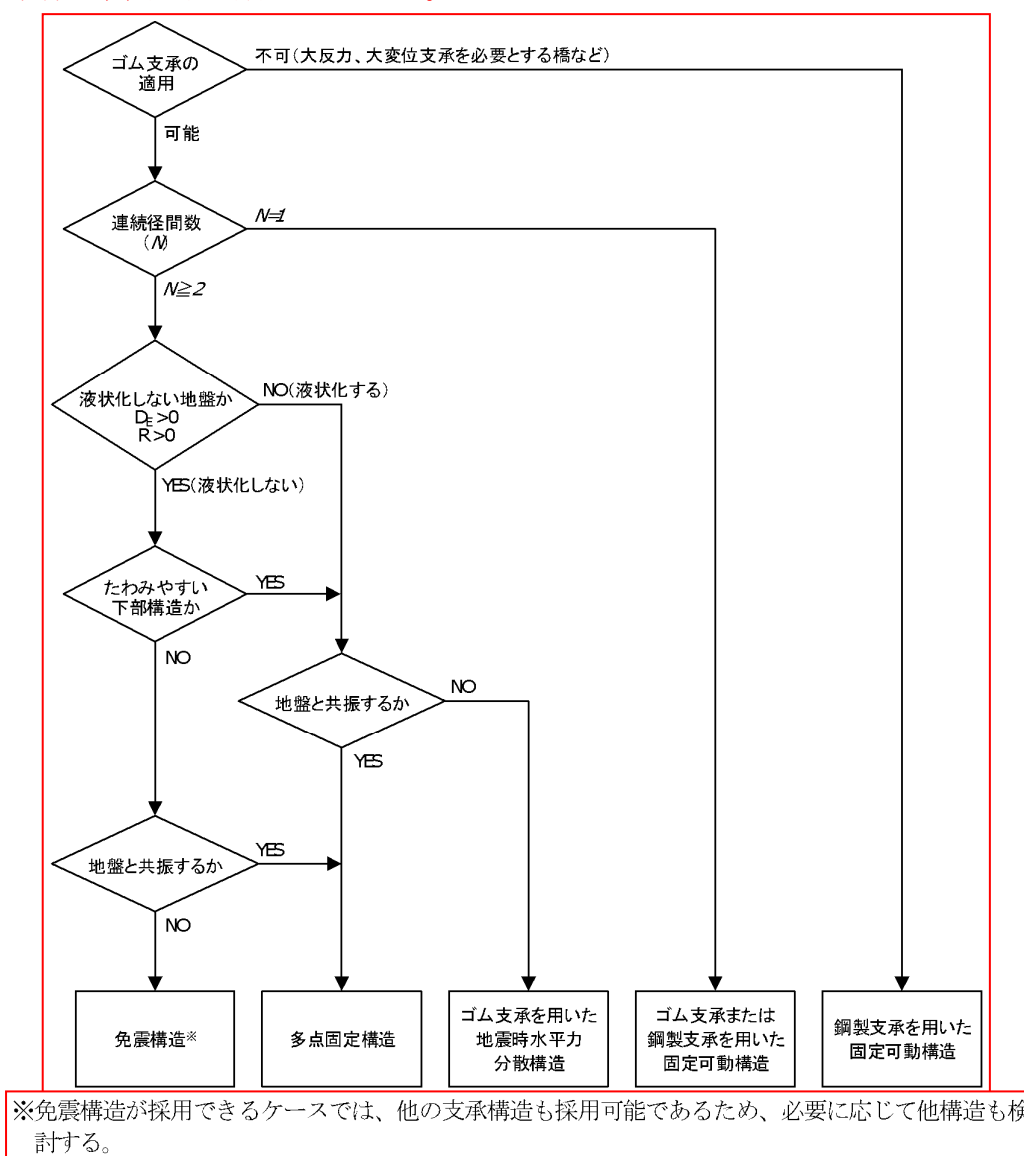 ゴム支承の
適用
不可(大反力、大変位支承を必要とする橋など)
可能
連続径間数
(N)
N=1
N≧2
液状化しない地盤か
DE>0
R>0
NO(液状化する)
YES(液状化しない)
たわみやすい
下部構造か
YES
NO
地盤と共振するか
NO
YES
地盤と共振するか
YES
NO
免震構造※
多点固定構造
ゴム支承を用いた
地震時水平力
分散構造
ゴム支承または
鋼製支承を用いた
固定可動構造
鋼製支承を用いた
固定可動構造
※免震構造が採用できるケースでは、他の支承構造も採用可能であるため、必要に応じて他構造も検
討する。